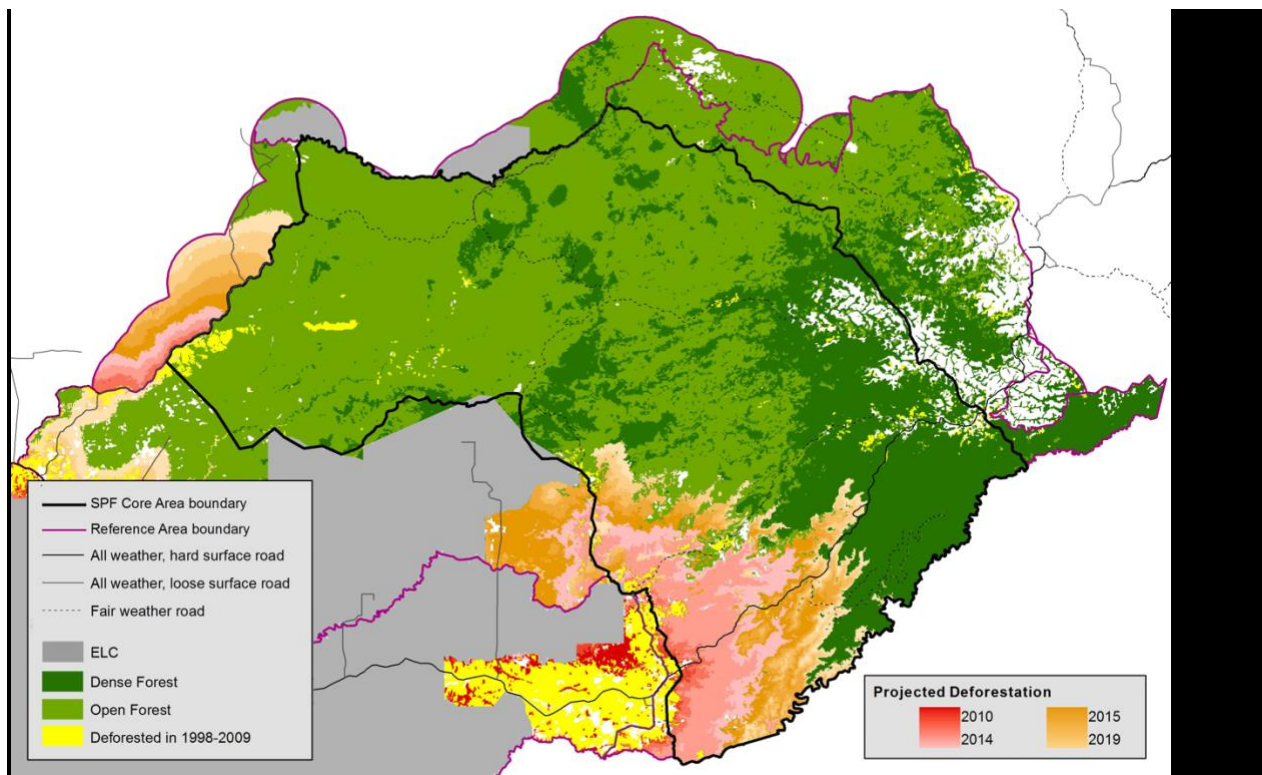 SPF Core Area boundary
Reference Area boundary
All weather, hard surface road
All weather, loose surface road
Fair weather road
ELC
Dense Forest
Open Forest
Deforested in 1998-2009
Projected Deforestation
2010 2015
2014 2019